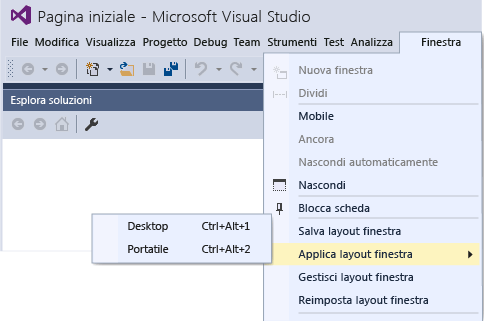 Pagina iniziale - Microsoft Visual Studio
File Modifica Visualizza Progetto Debug Team Strumenti Test Analizza Finestra
Nuova finestra
Esplora soluzioni
Dividi
Mobile
Ancora
Nascondi automaticamente
Nascondi
Blocca scheda
Desktop Ctrl+Alt+1
Salva layout finestra
Portatile Ctrl+Alt+2
Applica layout finestra
Gestisci layout finestra
Reimposta layout finestra